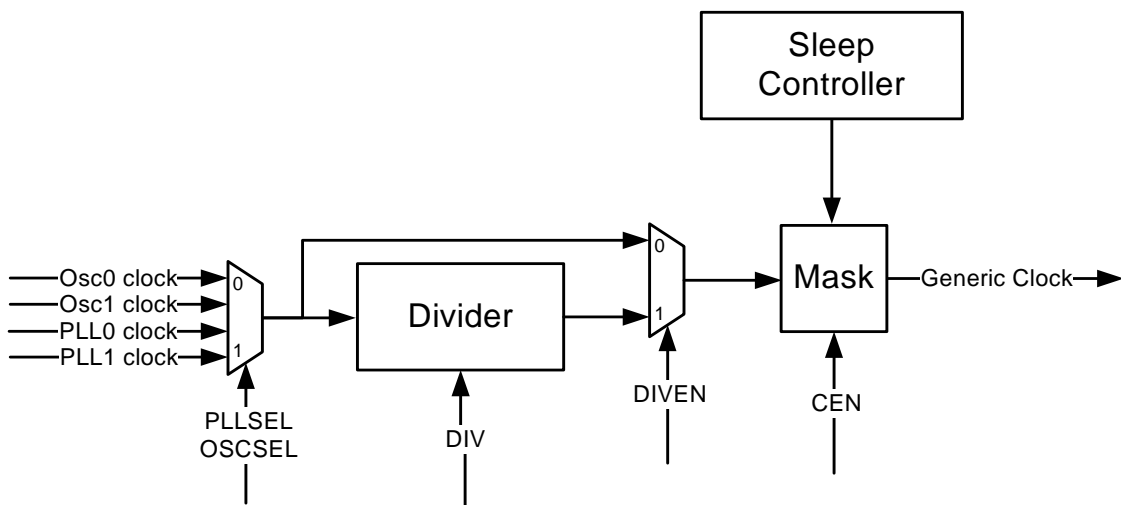 Sleep
Controller
Osc0 clock
Osc1 clock
PLL0 clock
PLL1 clock
0
1
PLLSEL
OSCSEL
Divider
DIV
0
1
DIVEN
Mask
CEN
Generic Clock